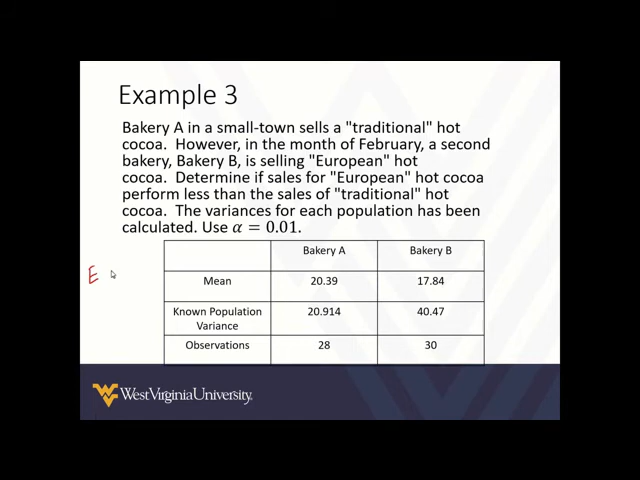 Example 3
Bakery A in a small-town sells a "traditional" hot
cocoa. However, in the month of February, a second
bakery, Bakery B, is selling "European" hot
cocoa. Determine if sales for "European" hot cocoa
perform less than the sales of "traditional" hot
cocoa. The variances for each population has been
calculated. Use α = 0.01.
Bakery A Bakery B
E
Mean 20.39 17.84
Known Population
Variance 20.914 40.47
Observations 28 30
WestVirginiaUniversity.